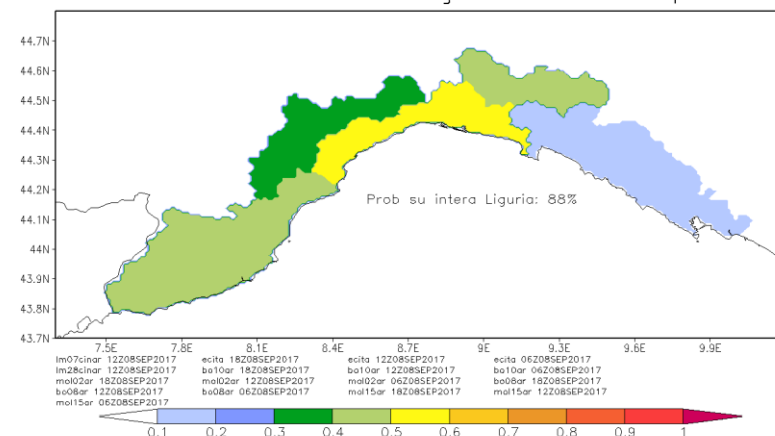 44.7N
44.6N
44.5N
44.4N
44.3N
44.2N
Prob su intera Liguria: 88%
44.1N
44N
43.9N
43.8N
43.7N
7.5E 7.8E 8.1E 8.4E 8.7E 9E 9.3E 9.6E 9.9E
lm07cinar 12Z08SEP2017 ecita 18Z08SEP2017 ecita 12Z08SEP2017 ecita 06Z08SEP2017
lm28cinar 12Z08SEP2017 bo10ar 18Z08SEP2017 bo10ar 12Z08SEP2017 bo10ar 06Z08SEP2017
mol02ar 18Z08SEP2017 mol02ar 12Z08SEP2017 mol02ar 06Z08SEP2017 bo08ar 18Z08SEP2017
bo08ar 12Z08SEP2017 bo08ar 06Z08SEP2017 mol15ar 18Z08SEP2017 mol15ar 12Z08SEP2017
mol15ar 06Z08SEP2017
0.1 0.2 0.3 0.4 0.5 0.6 0.7 0.8 0.9 1